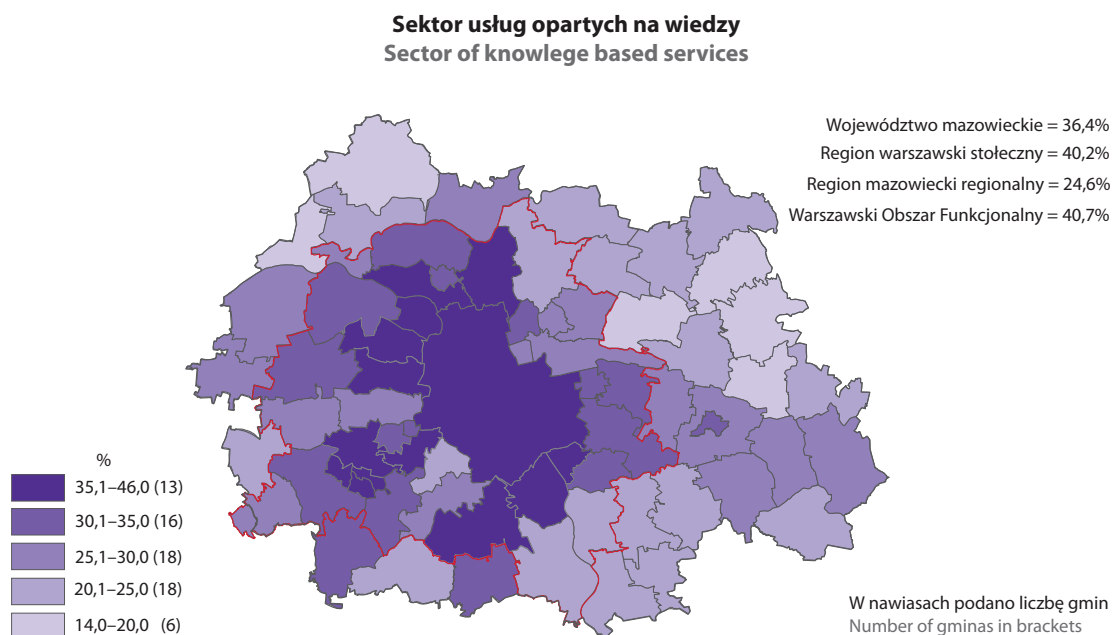 Sektor usług opartych na wiedzy
Sector of knowlege based services
Województwo mazowieckie = 36,4%
Region warszawski stołeczny = 40,2%
Region mazowiecki regionalny = 24,6%
Warszawski Obszar Funkcjonalny = 40,7%
%
35,1–46,0 (13)
30,1–35,0 (16)
25,1–30,0 (18)
20,1–25,0 (18)
14,0–20,0 (6)
W nawiasach podano liczbę gmin
Number of gminas in brackets